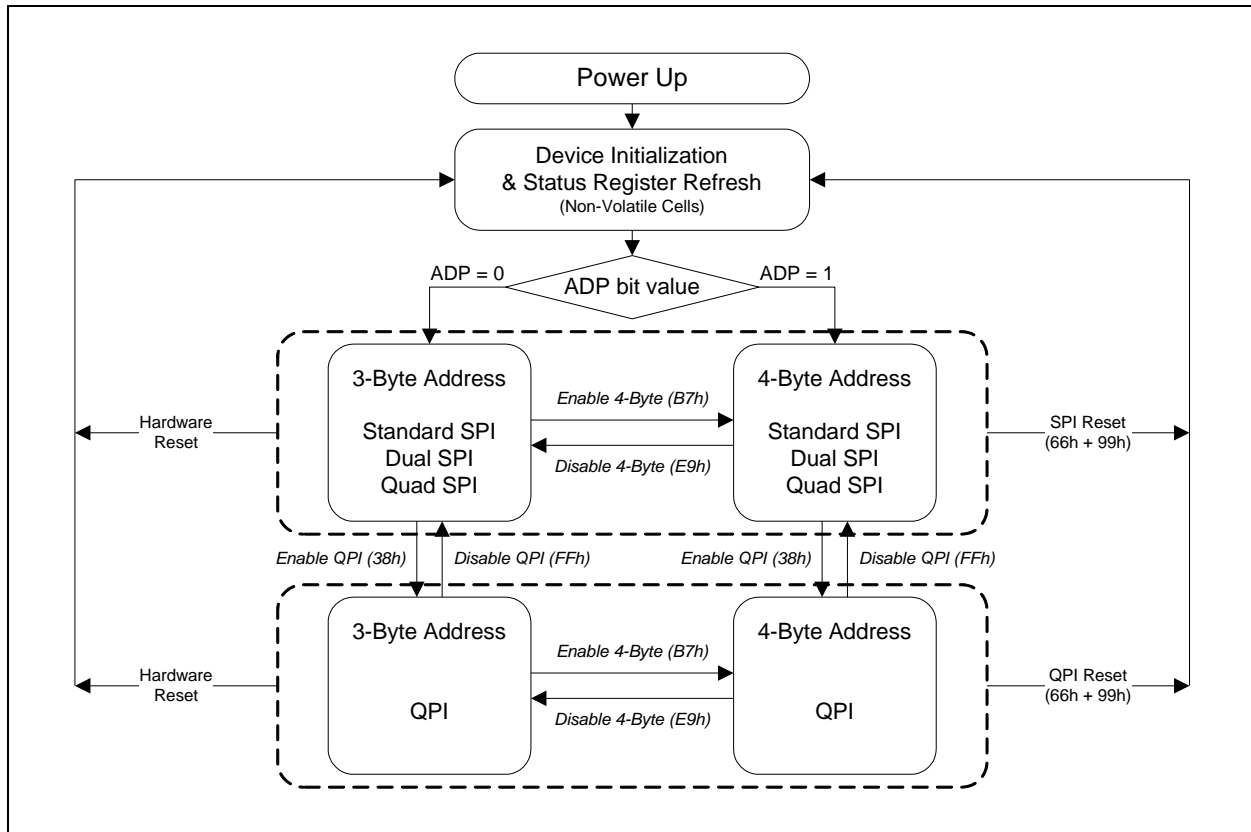 Power Up
Device Initialization
& Status Register Refresh
(Non-Volatile Cells)
ADP = 0
ADP bit value
ADP = 1
3-Byte Address
Standard SPI
Dual SPI
Quad SPI
Enable 4-Byte (B7h)
Disable 4-Byte (E9h)
4-Byte Address
Standard SPI
Dual SPI
Quad SPI
Hardware
Reset
SPI Reset
(66h + 99h)
Enable QPI (38h)
Disable QPI (FFh)
Enable QPI (38h)
Disable QPI (FFh)
3-Byte Address
QPI
Enable 4-Byte (B7h)
Disable 4-Byte (E9h)
4-Byte Address
QPI
Hardware
Reset
QPI Reset
(66h + 99h)